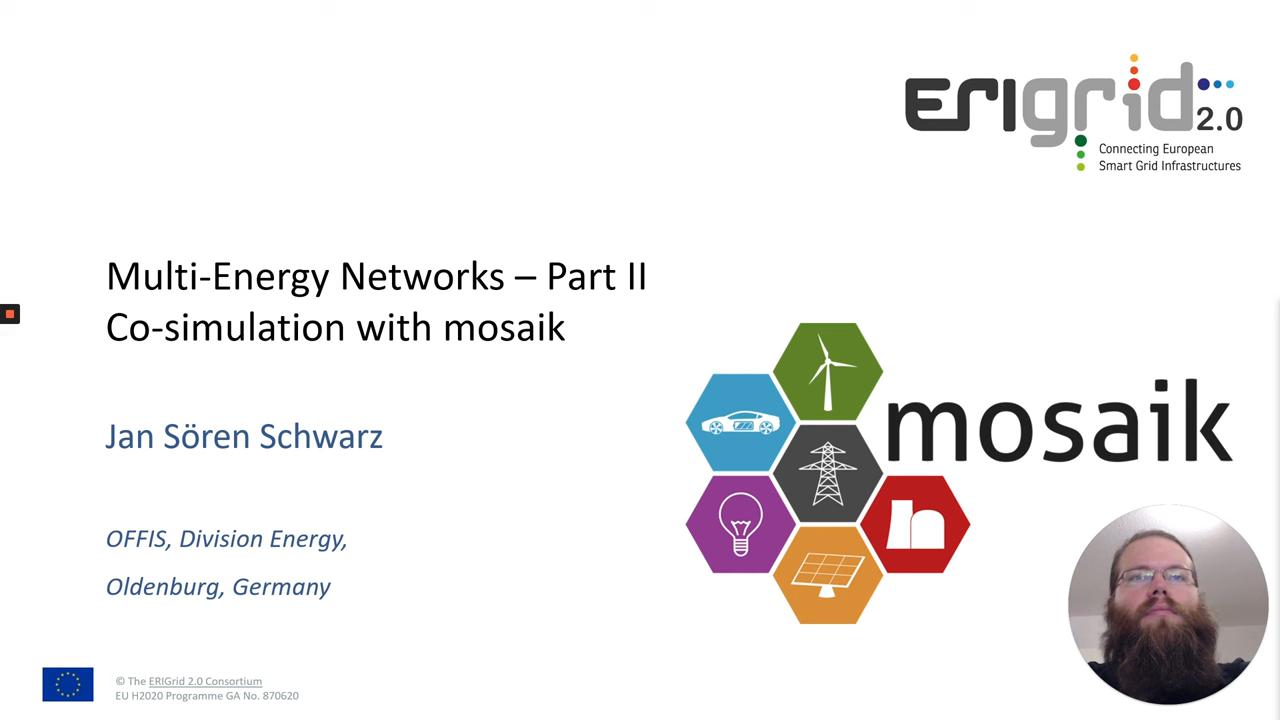 ERIgrid 2.0
Connecting European
Smart Grid Infrastructures
Multi-Energy Networks – Part II
Co-simulation with mosaik
mosaik
Jan Sören Schwarz
OFFIS, Division Energy,
Oldenburg, Germany
© The ERIGrid 2.0 Consortium
EU H2020 Programme GA No. 870620